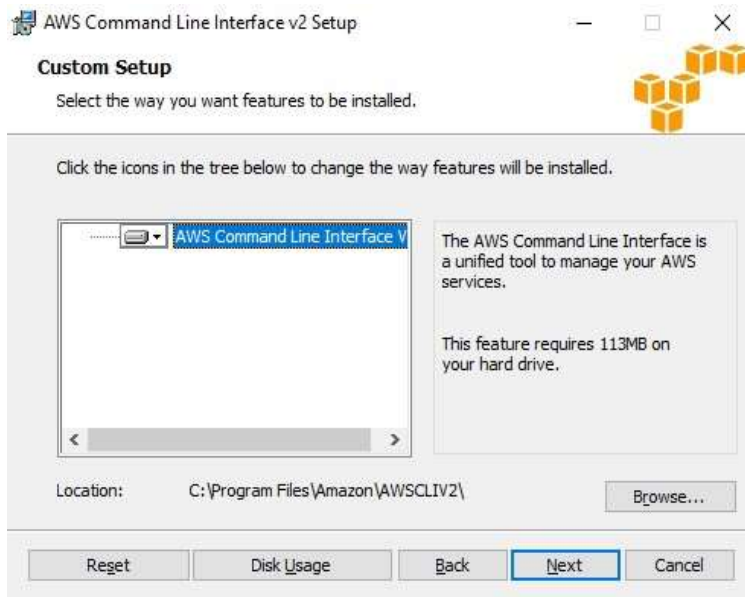 AWS Command Line Interface v2 Setup
Custom Setup
Select the way you want features to be installed.
Click the icons in the tree below to change the way features will be installed.
AWS Command Line Interface V
The AWS Command Line Interface is
a unified tool to manage your AWS
services.
This feature requires 113MB on
your hard drive.
Location: C:\Program Files\Amazon\AWSCLIV2\
Browse...
Reset Disk Usage Back Next Cancel